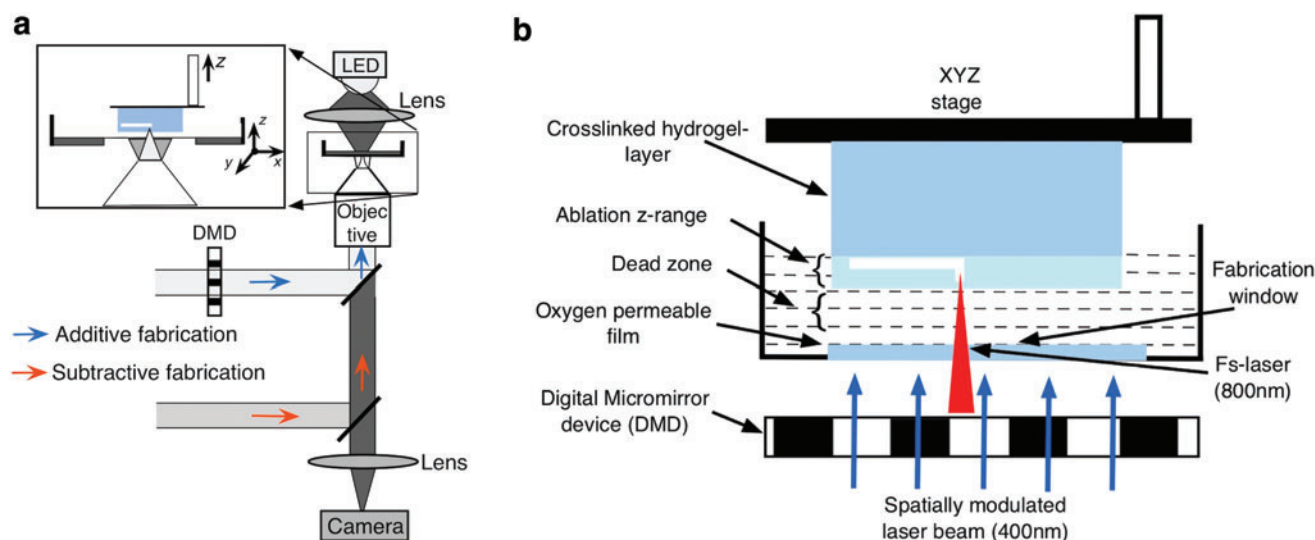 a
z
z
y
x
LED
Lens
Objec
tive
DMD
Additive fabrication
Subtractive fabrication
Lens
Camera
b
XYZ
stage
Crosslinked hydrogel-
layer
Ablation z-range
Dead zone
Oxygen permeable
film
Fabrication
window
Fs-laser
(800nm)
Digital Micromirror
device (DMD)
Spatially modulated
laser beam (400nm)